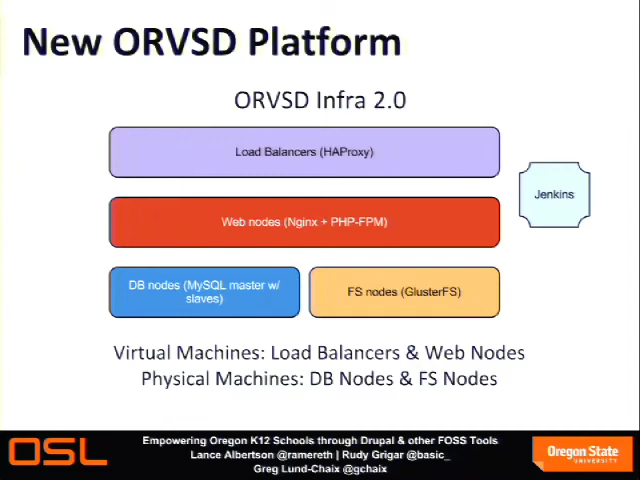 New ORVSD Platform
ORVSD Infra 2.0
Load Balancers (HAProxy)
Jenkins
Web nodes (Nginx + PHP-FPM)
DB nodes (MySQL master w/
slaves)
FS nodes (GlusterFS)
Virtual Machines: Load Balancers & Web Nodes
Physical Machines: DB Nodes & FS Nodes
OSL
Empowering Oregon K12 Schools through Drupal & other FOSS Tools
Lance Albertson @ramereth | Rudy Grigar @basic_
Greg Lund-Chaix @gchaix
Oregon State
UNIVERSITY